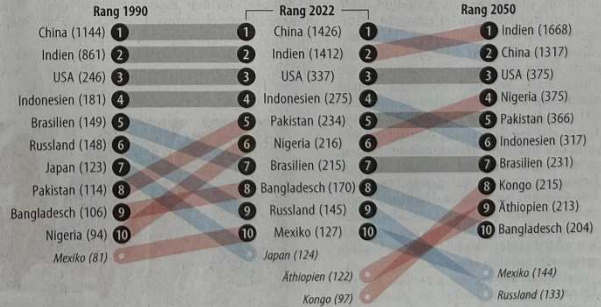 Rang 1990 Rang 2022 Rang 2050
China (1144) 1 1 China (1426) 1 1 Indien (1668)
Indien (861) 2 2 Indien (1412) 2 2 China (1317)
USA (246) 3 3 USA (337) 3 3 USA (375)
Indonesien (181) 4 4 Indonesien (275) 4 4 Nigeria (375)
Brasilien (149) 5 5 Pakistan (234) 5 5 Pakistan (366)
Russland (148) 6 6 Nigeria (216) 6 6 Indonesien (317)
Japan (123) 7 7 Brasilien (215) 7 7 Brasilien (231)
Pakistan (114) 8 8 Bangladesch (170) 8 8 Kongo (215)
Bangladesch (106) 9 9 Russland (145) 9 9 Äthiopien (213)
Nigeria (94) 10 10 Mexiko (127) 10 10 Bangladesch (204)
Mexiko (81) Japan (124)
Äthiopien (122) Mexiko (144)
Kongo (97) Russland (133)